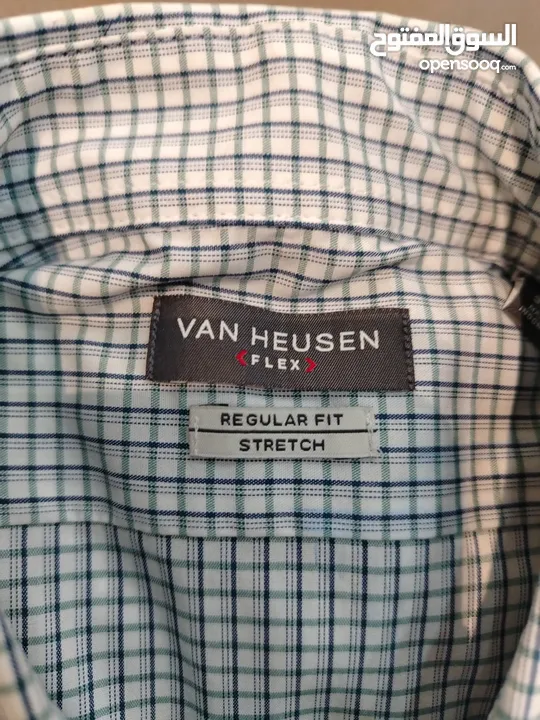 السوق المفتوح
opensooq.com
VAN HEUSEN
FLEX
REGULAR FIT
STRETCH